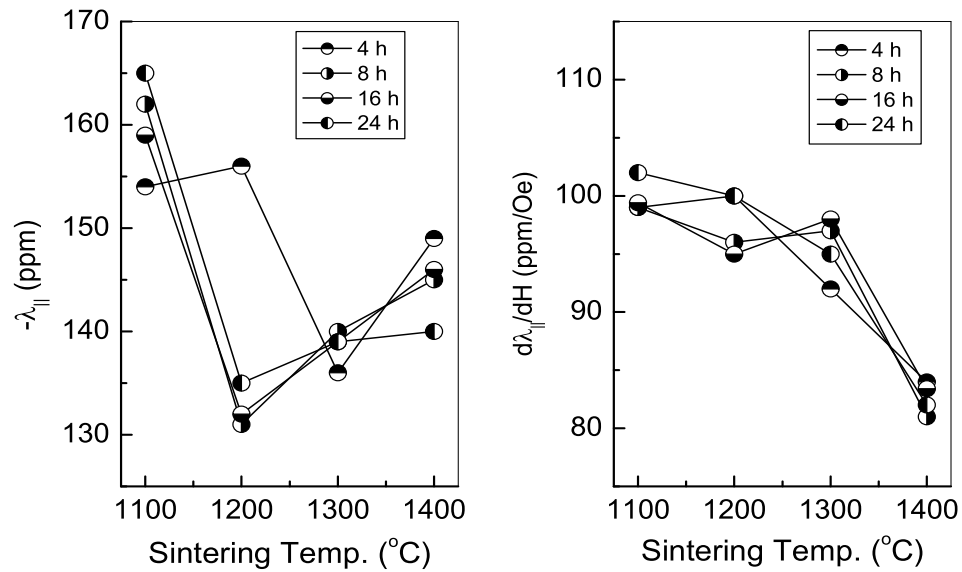 170
160
150
140
130
-λ|| (ppm)
4 h
8 h
16 h
24 h
1100 1200 1300 1400
Sintering Temp. (°C)
110
100
90
80
dλ||/dH (ppm/Oe)
4 h
8 h
16 h
24 h
1100 1200 1300 1400
Sintering Temp. (°C)